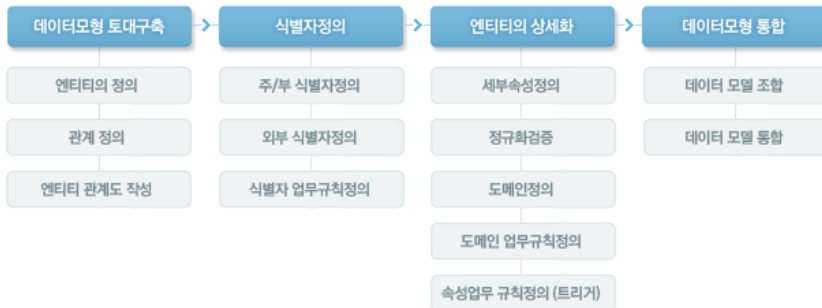 데이터모형 토대구축
엔티티의 정의
관계 정의
엔티티 관계도 작성
식별자정의
주/부 식별자정의
외부 식별자정의
식별자 업무규칙정의
엔티티의 상세화
세부속성정의
정규화검증
도메인정의
도메인 업무규칙정의
속성업무 규칙정의 (트리거)
데이터모형 통합
데이터 모델 조합
데이터 모델 통합